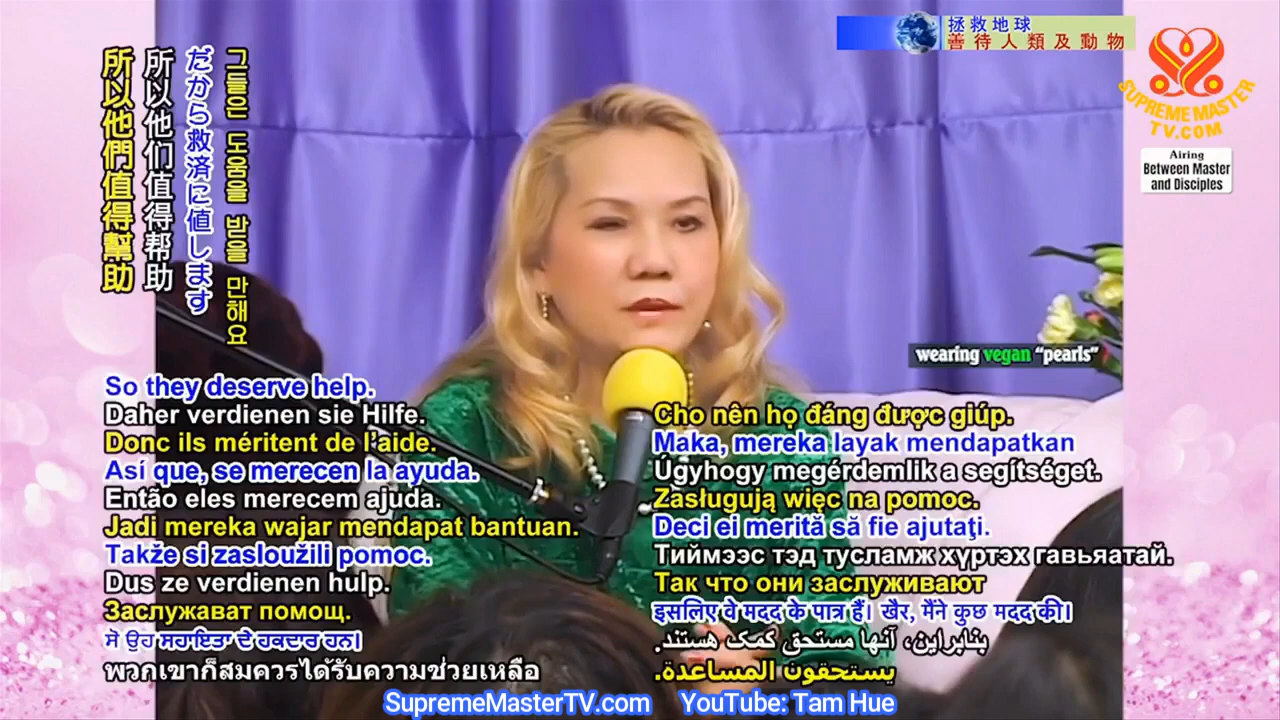 拯救地球
善待人類及動物
SUPREME MASTER
TV.COM
Airing
Between Master
and Disciples
所以他們值得幫助
所以他们值得帮助
だから救済に値します
그들은 도움을 받을 만해요
wearing vegan "pearls"
So they deserve help.
Daher verdienen sie Hilfe.
Donc ils méritent de l'aide.
Así que, se merecen la ayuda.
Então eles merecem ajuda.
Jadi mereka wajar mendapat bantuan.
Takže si zasloužili pomoc.
Dus ze verdienen hulp.
Заслужават помощ.
ਸੋ ਉਹ ਸਹਾਇਤਾ ਦੇ ਹਕਦਾਰ ਹਨ।
พวกเขาก็สมควรได้รับความช่วยเหลือ
Cho nên họ đáng được giúp.
Maka, mereka layak mendapatkan
Úgyhogy megérdemlik a segítséget.
Zasługują więc na pomoc.
Deci ei merită să fie ajutaţi.
Тиймээс тэд тусламж хүртэх гавьяатай.
Так что они заслуживают
इसलिए वे मदद के पात्र हैं। खैर, मैंने कुछ मदद की।
بنابراین، آنها مستحق کمک هستند.
يستحقون المساعدة.
SupremeMasterTV.com YouTube: Tam Hue